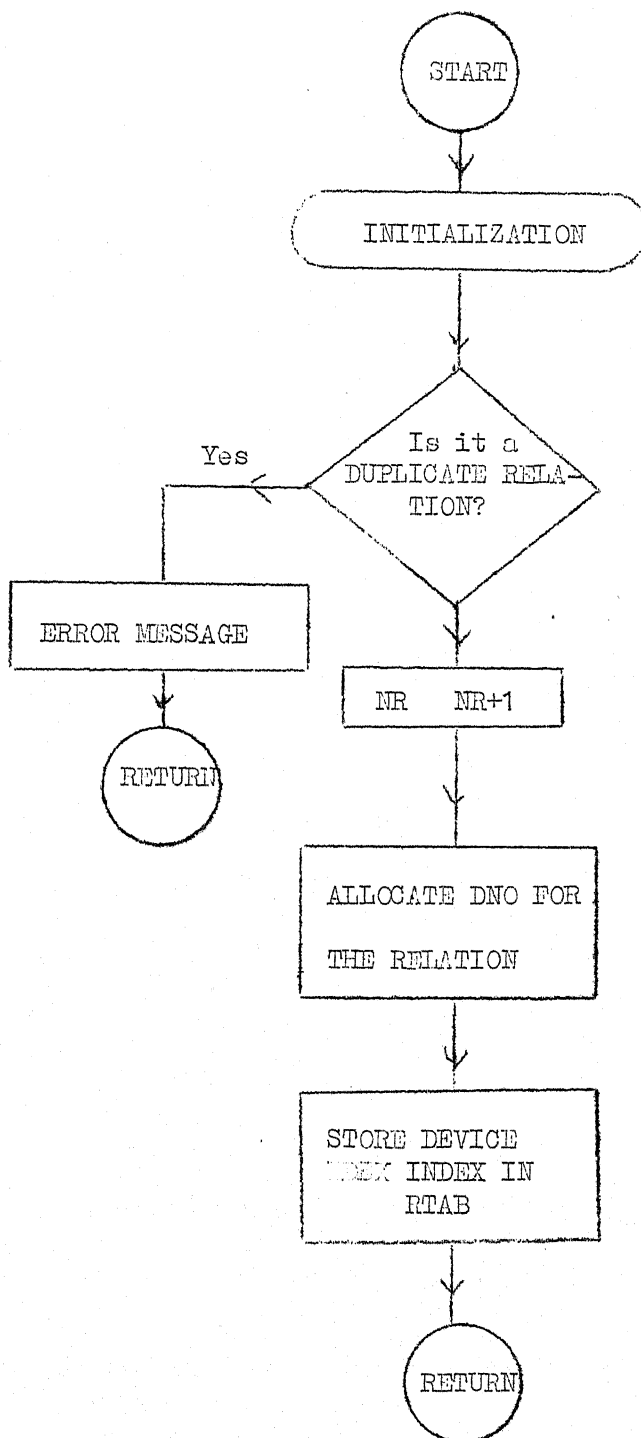 START
INITIALIZATION
Is it a
DUPLICATE RELA-
TION?
Yes
ERROR MESSAGE
RETURN
NR NR+1
ALLOCATE DNO FOR
THE RELATION
STORE DEVICE
INDEX IN
RTAB
RETURN